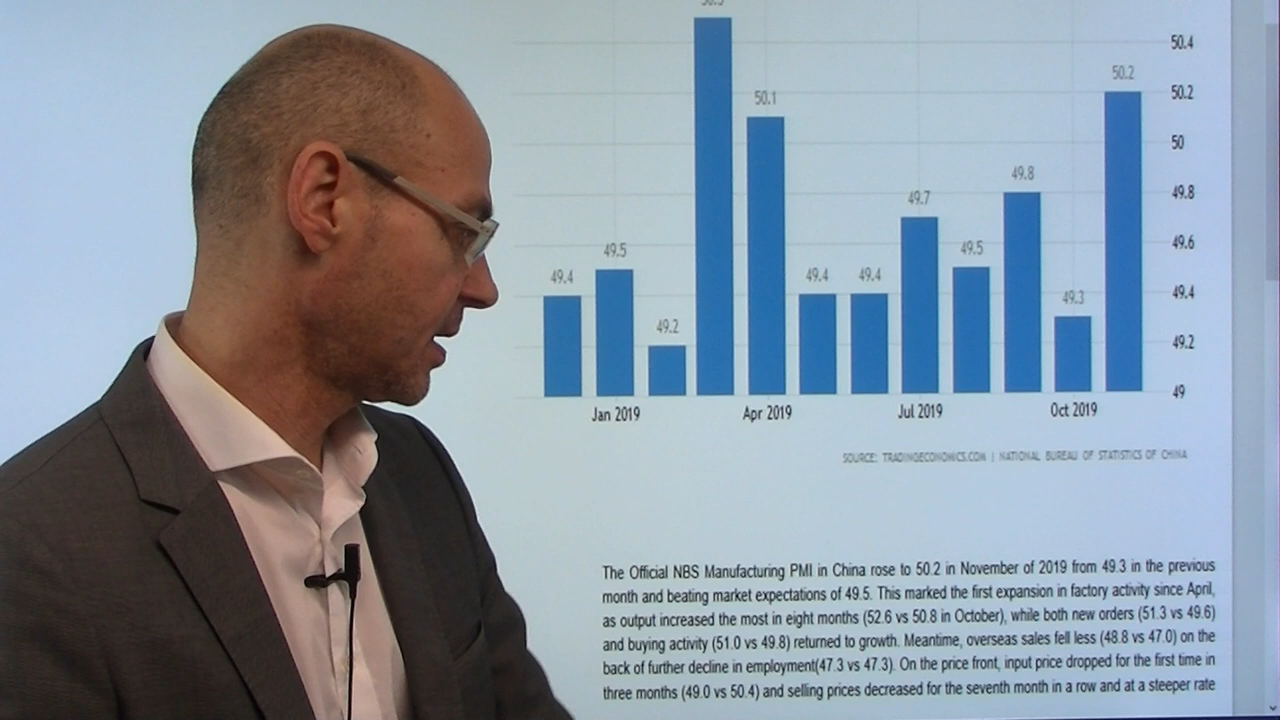 50.5
50.4
50.2
50.2
50.1
50
49.8
49.8
49.7
49.6
49.5
49.5
49.4
49.4
49.4
49.4
49.3
49.2
49.2
49
Jan 2019 Apr 2019 Jul 2019 Oct 2019
SOURCE: TRADINGECONOMICS.COM | NATIONAL BUREAU OF STATISTICS OF CHINA
The Official NBS Manufacturing PMI in China rose to 50.2 in November of 2019 from 49.3 in the previous
month and beating market expectations of 49.5. This marked the first expansion in factory activity since April,
as output increased the most in eight months (52.6 vs 50.8 in October), while both new orders (51.3 vs 49.6)
and buying activity (51.0 vs 49.8) returned to growth. Meantime, overseas sales fell less (48.8 vs 47.0) on the
back of further decline in employment(47.3 vs 47.3). On the price front, input price dropped for the first time in
three months (49.0 vs 50.4) and selling prices decreased for the seventh month in a row and at a steeper rate